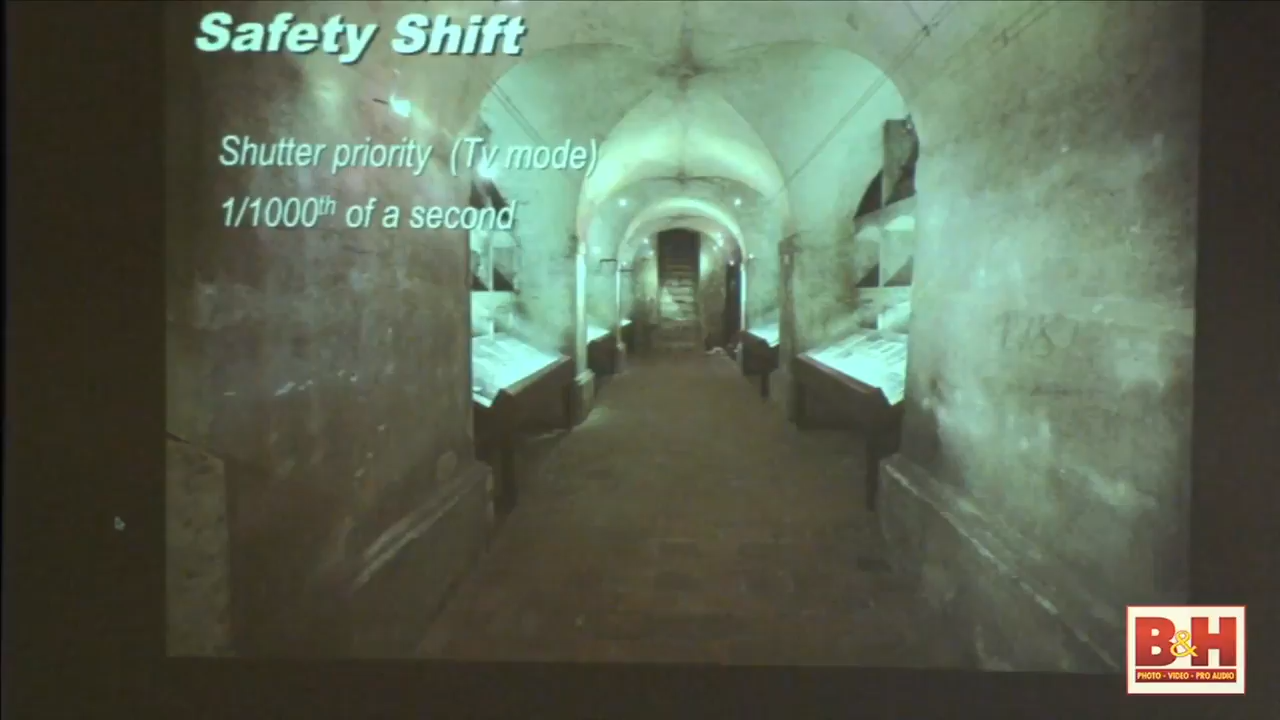 Safety Shift
Shutter priority (Tv mode)
1/1000th of a second
B&H
PHOTO - VIDEO - PRO AUDIO